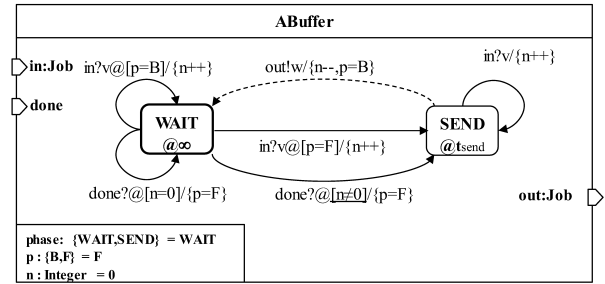 ABuffer
in:Job
done
in?v@[p=B]/{n++}
out!w/{n--,p=B}
in?v/{n++}
WAIT
@∞
SEND
@tsend
in?v@[p=F]/{n++}
done?@[n=0]/{p=F}
done?@[n≠0]/{p=F}
out:Job
phase: {WAIT,SEND} = WAIT
p : {B,F} = F
n : Integer = 0